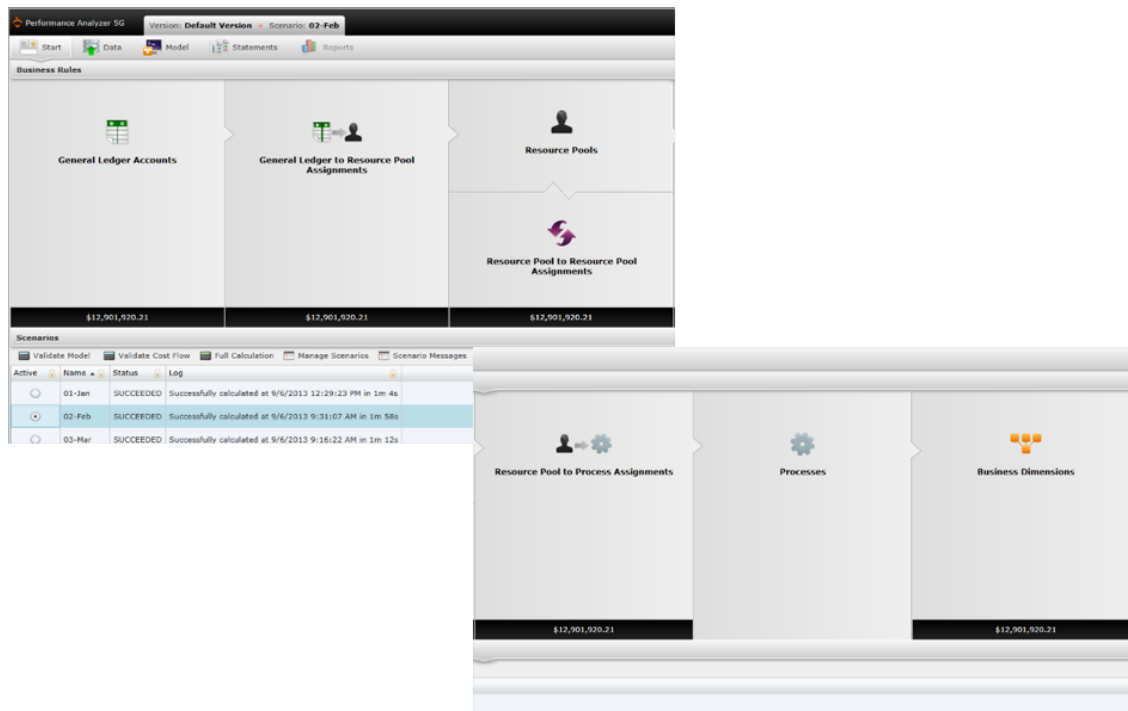 Performance Analyzer 5G
Version: Default Version Scenario: 02-Feb
Start Data Model Statements Reports
Business Rules
General Ledger Accounts
General Ledger to Resource Pool
Assignments
Resource Pools
Resource Pool to Resource Pool
Assignments
$12,901,920.21 $12,901,920.21 $12,901,920.21
Scenarios
Validate Model Validate Cost Flow Full Calculation Manage Scenarios Scenario Messages
Active Name Status Log
01-Jan SUCCEEDED Successfully calculated at 9/6/2013 12:29:23 PM in 1m 4s
02-Feb SUCCEEDED Successfully calculated at 9/6/2013 9:31:07 AM in 1m 58s
03-Mar SUCCEEDED Successfully calculated at 9/6/2013 9:16:22 AM in 1m 12s
Resource Pool to Process Assignments
Processes
Business Dimensions
$12,901,920.21 $12,901,920.21